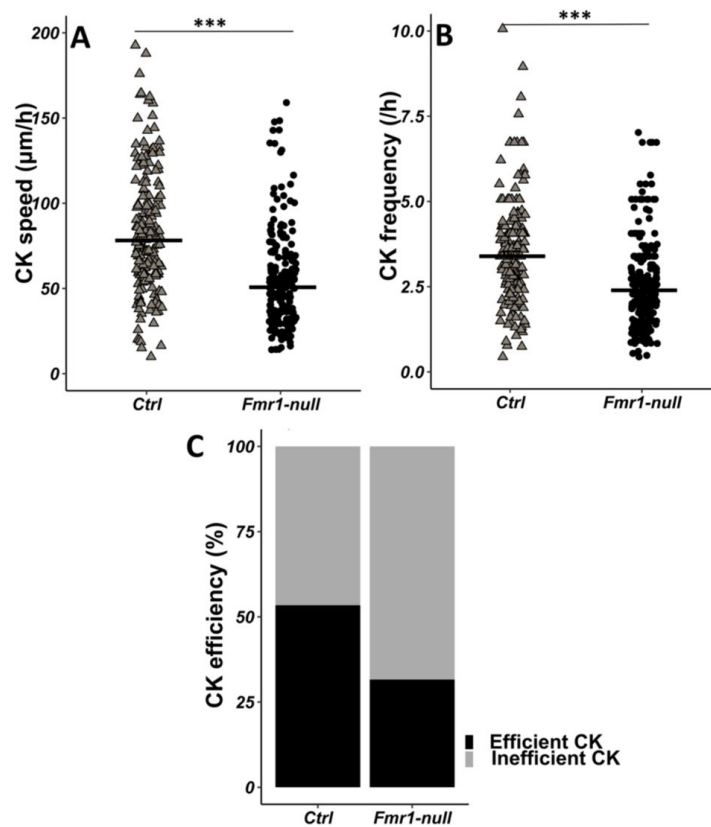 A
***
CK speed (µm/h)
200
150
100
50
0
Ctrl
Fmr1-null
B
***
CK frequency (/h)
10.0
7.5
5.0
2.5
0.0
Ctrl
Fmr1-null
C
CK efficiency (%)
100
75
50
25
0
Ctrl
Fmr1-null
Efficient CK
Inefficient CK